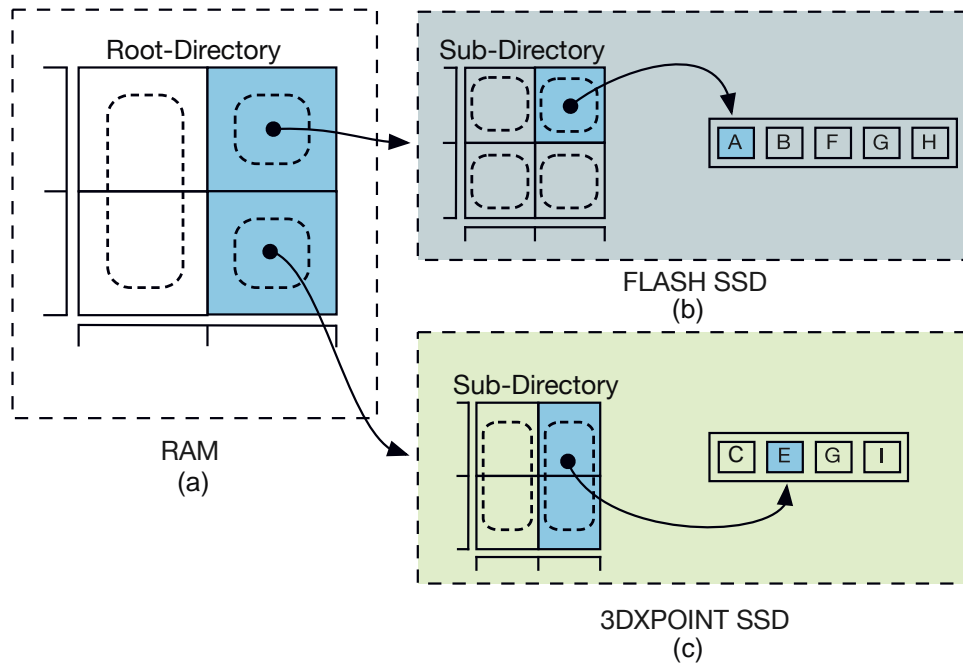 Root-Directory
RAM
(a)
Sub-Directory
A B F G H
FLASH SSD
(b)
Sub-Directory
C E G I
3DXPOINT SSD
(c)